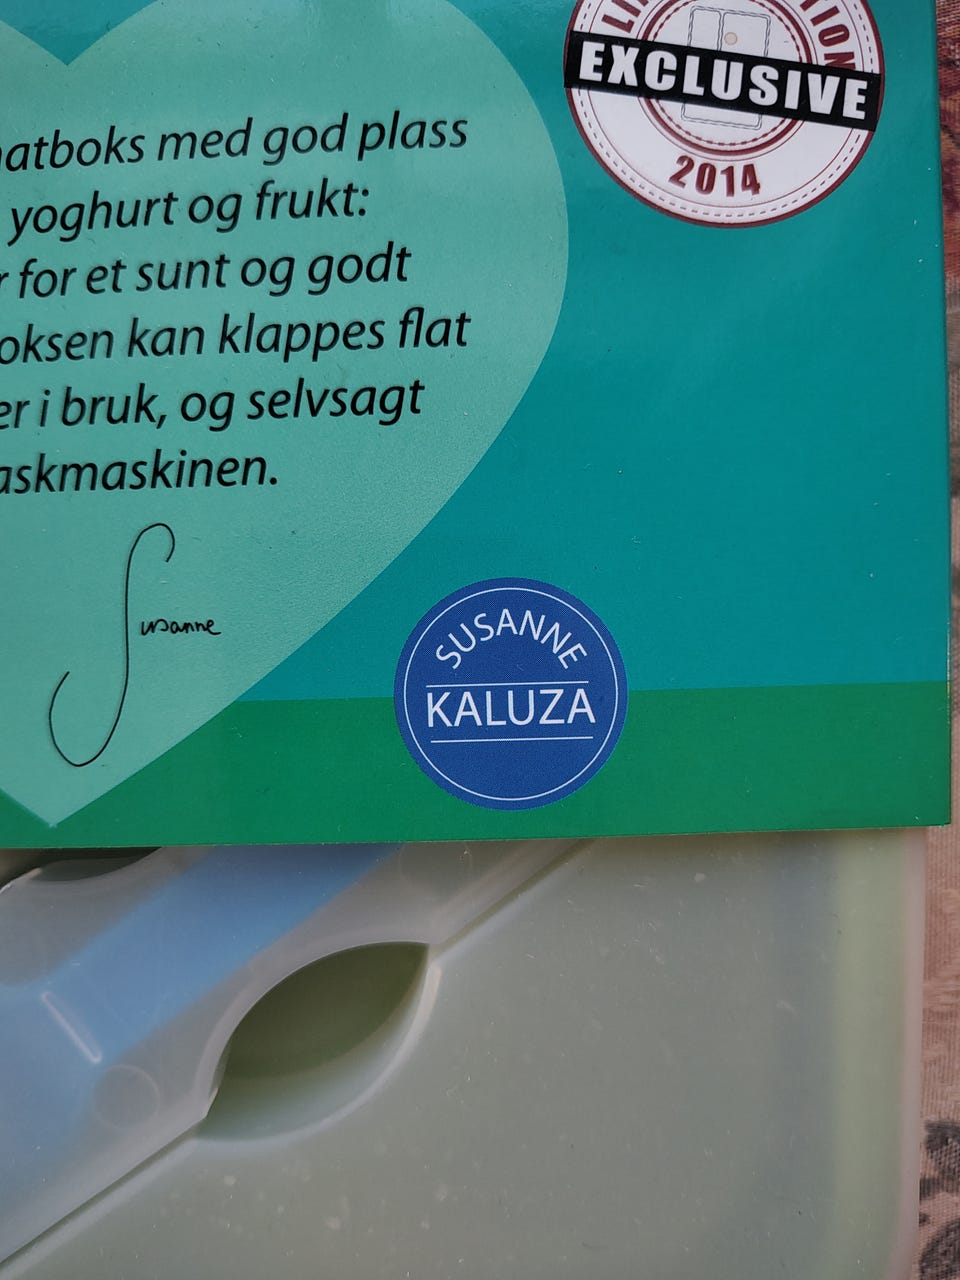 EXCLUSIVE
2014
matboks med god plass
yoghurt og frukt:
for et sunt og godt
oksen kan klappes flat
er i bruk, og selvsagt
askmaskinen.
Susanne
SUSANNE
KALUZA